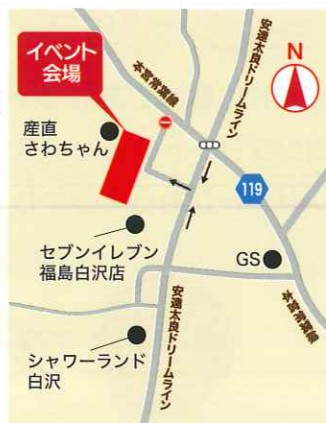 イベント
会場
産直
さわちゃん
本宮常葉線
安達太良ドリームライン
N
119
セブンイレブン
福島白沢店
GS
安達太良ドリームライン
本宮常葉線
シャワーランド
白沢